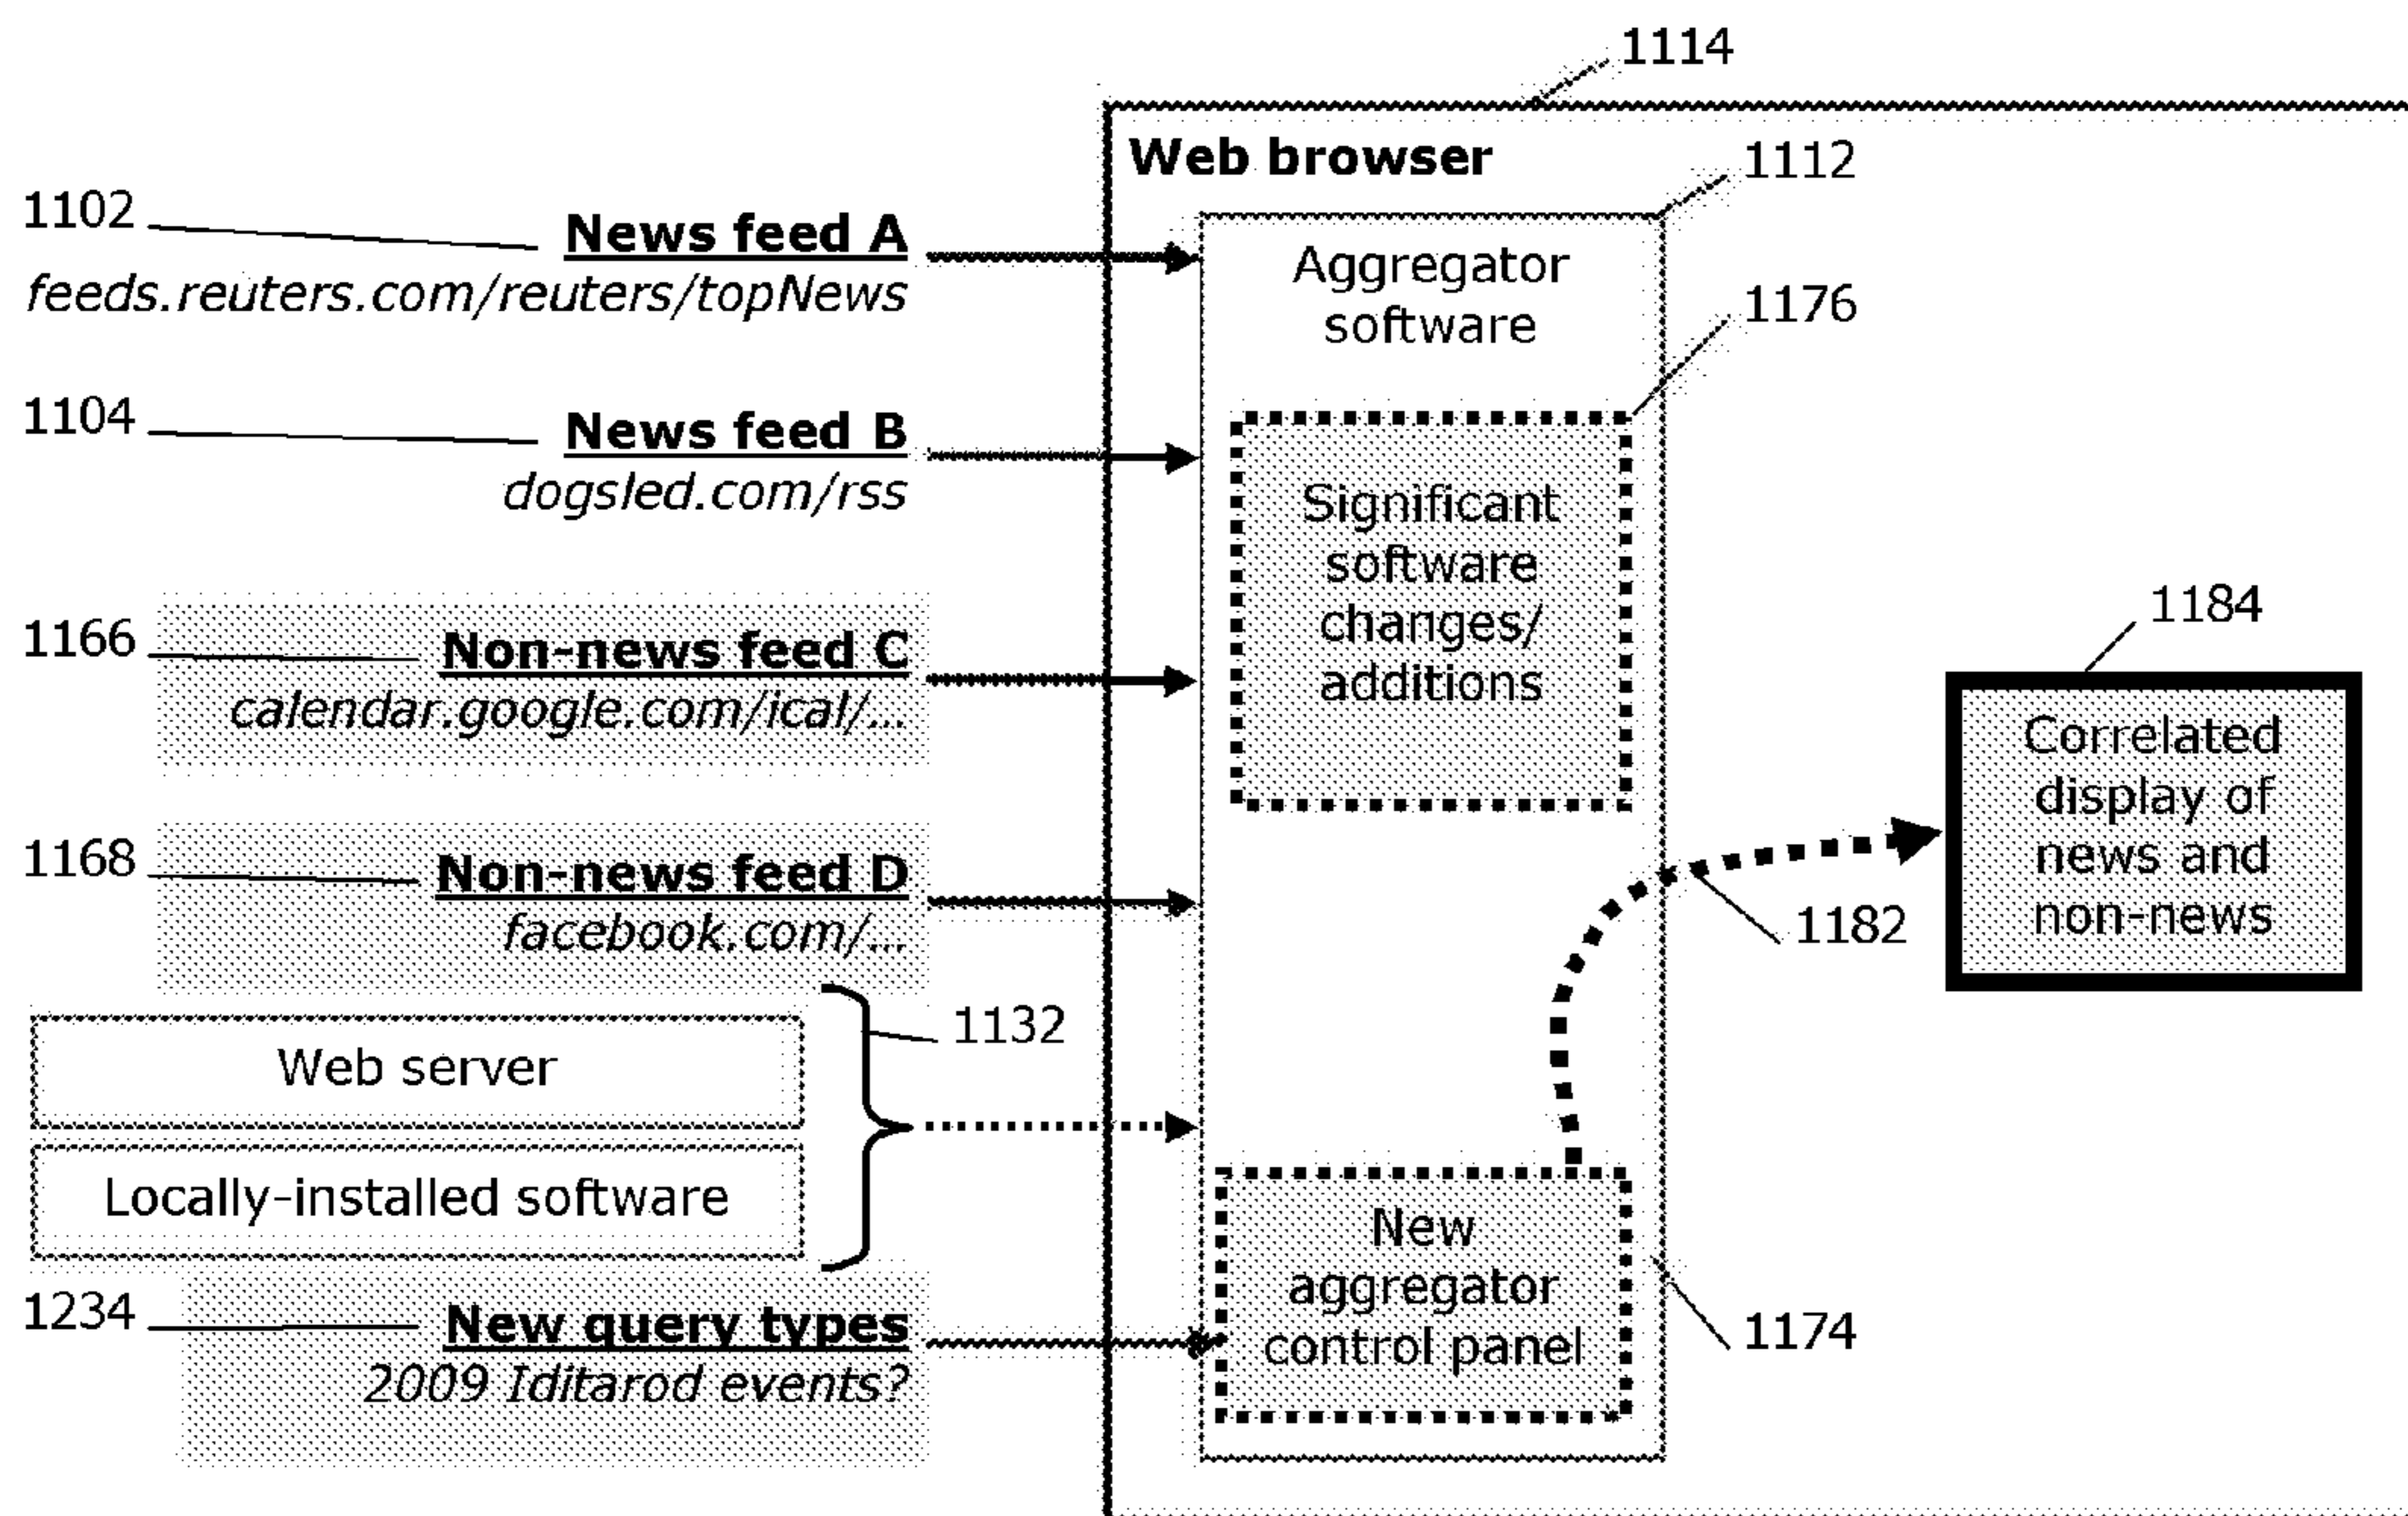 1114
Web browser
1112
1102
News feed A
feeds.reuters.com/reuters/topNews
Aggregator
software
1176
1104
News feed B
dogsled.com/rss
Significant
software
changes/
additions
1166
Non-news feed C
calendar.google.com/ical/...
1184
Correlated
display of
news and
non-news
1168
Non-news feed D
facebook.com/...
1182
1132
Web server
Locally-installed software
New
aggregator
control panel
1174
1234
New query types
2009 Iditarod events?